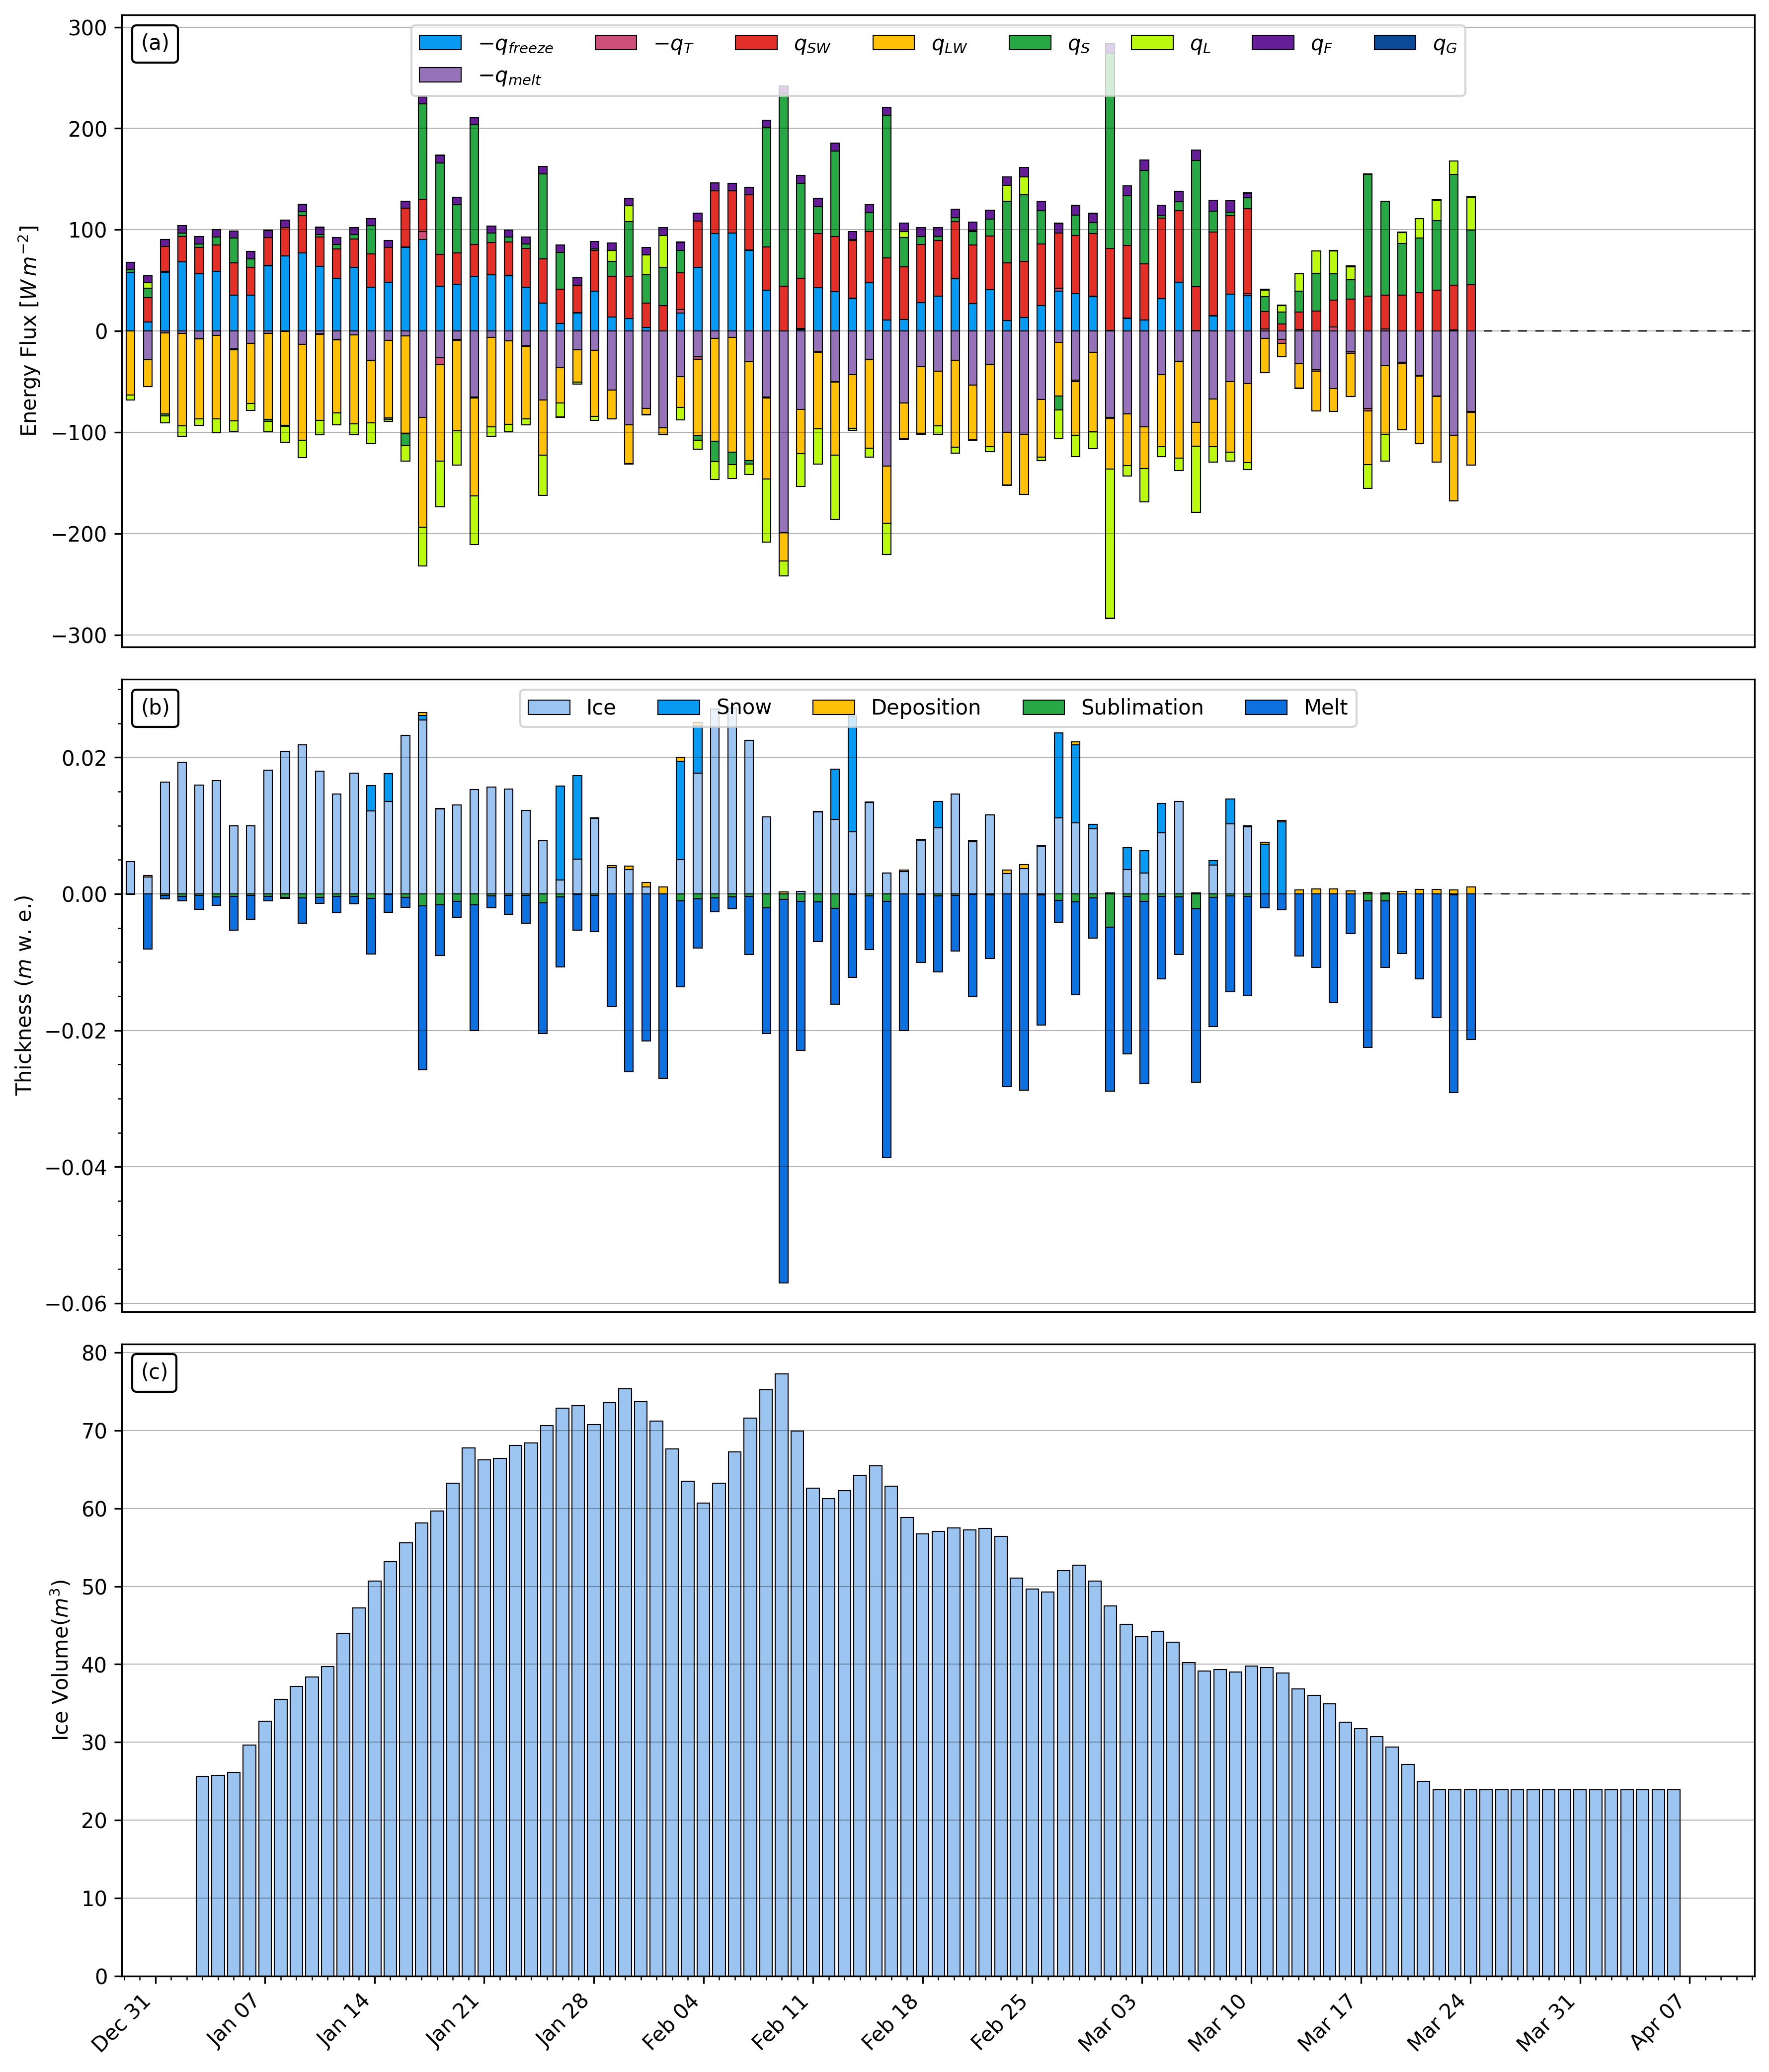 (a)
−q_freeze −q_T q_SW q_LW q_S q_L q_F q_G
−q_melt
Energy Flux [W m⁻²]
300
200
100
0
−100
−200
−300
(b)
Ice Snow Deposition Sublimation Melt
Thickness (m w. e.)
0.02
0.00
−0.02
−0.04
−0.06
(c)
Ice Volume(m³)
80
70
60
50
40
30
20
10
0
Dec 31 Jan 07 Jan 14 Jan 21 Jan 28 Feb 04 Feb 11 Feb 18 Feb 25 Mar 03 Mar 10 Mar 17 Mar 24 Mar 31 Apr 07